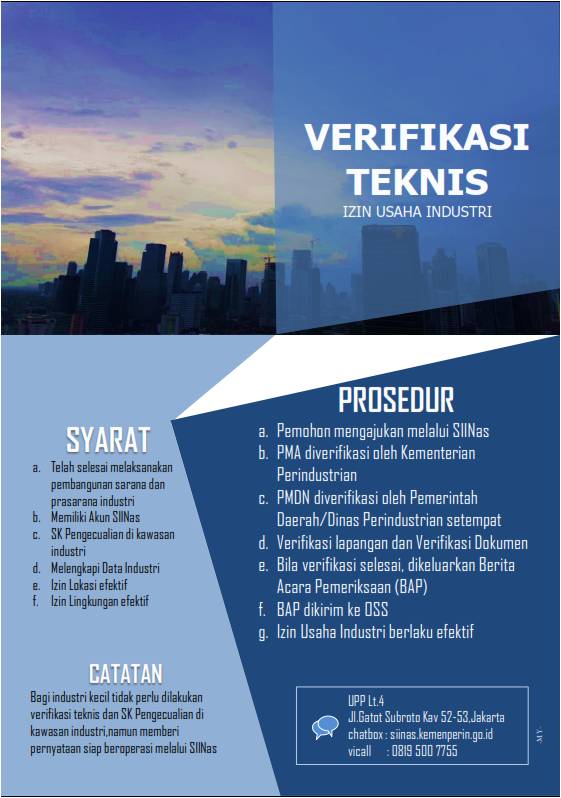 VERIFIKASI
TEKNIS
IZIN USAHA INDUSTRI
SYARAT
a. Telah selesai melaksanakan
pembangunan sarana dan
prasarana industri
b. Memiliki Akun SIINas
c. SK Pengecualian di kawasan
industri
d. Melengkapi Data Industri
e. Izin Lokasi efektif
f. Izin Lingkungan efektif
CATATAN
Bagi industri kecil tidak perlu dilakukan
verifikasi teknis dan SK Pengecualian di
kawasan industri,namun memberi
pernyataan siap beroperasi melalui SIINas
PROSEDUR
a. Pemohon mengajukan melalui SIINas
b. PMA diverifikasi oleh Kementerian
Perindustrian
c. PMDN diverifikasi oleh Pemerintah
Daerah/Dinas Perindustrian setempat
d. Verifikasi lapangan dan Verifikasi Dokumen
e. Bila verifikasi selesai, dikeluarkan Berita
Acara Pemeriksaan (BAP)
f. BAP dikirim ke OSS
g. Izin Usaha Industri berlaku efektif
UPP Lt.4
Jl.Gatot Subroto Kav 52-53,Jakarta
chatbox : siinas.kemenperin.go.id
vicall : 0819 500 7755
-MY-